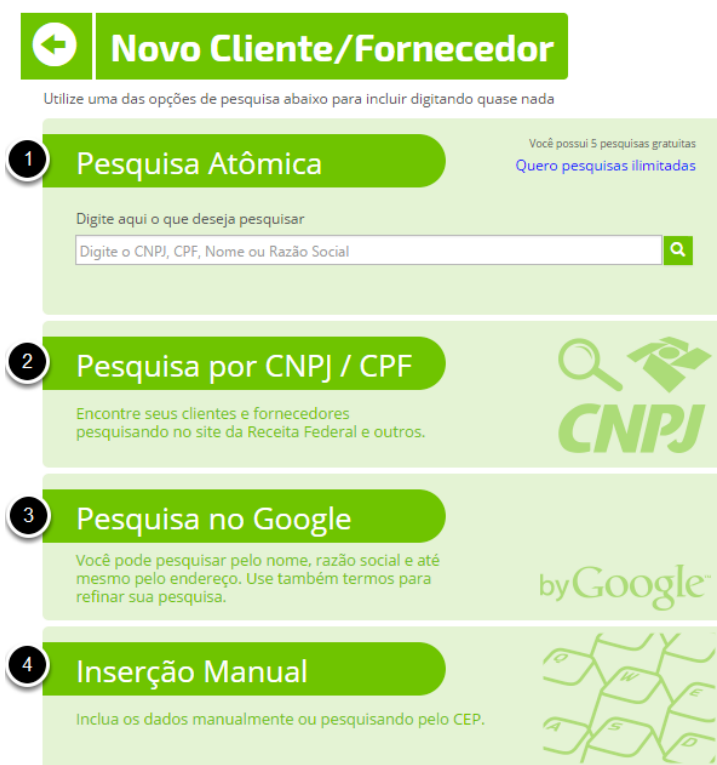 Novo Cliente/Fornecedor
Utilize uma das opções de pesquisa abaixo para incluir digitando quase nada
1
Pesquisa Atômica
Você possui 5 pesquisas gratuitas
Quero pesquisas ilimitadas
Digite aqui o que deseja pesquisar
Digite o CNPJ, CPF, Nome ou Razão Social
2
Pesquisa por CNPJ / CPF
Encontre seus clientes e fornecedores
pesquisando no site da Receita Federal e outros.
CNPJ
3
Pesquisa no Google
Você pode pesquisar pelo nome, razão social e até
mesmo pelo endereço. Use também termos para
refinar sua pesquisa.
by Google™
4
Inserção Manual
Inclua os dados manualmente ou pesquisando pelo CEP.
Q W E
A S D